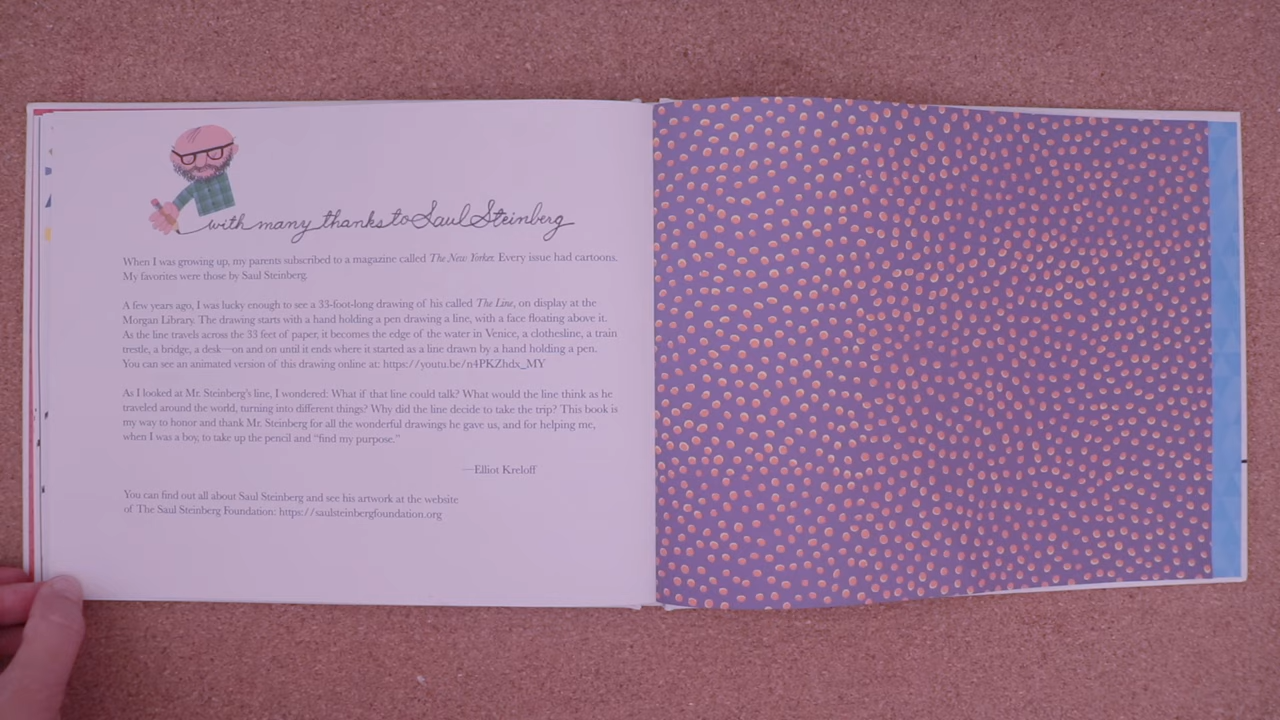 with many thanks to Saul Steinberg
When I was growing up, my parents subscribed to a magazine called The New Yorker. Every issue had cartoons.
My favorites were those by Saul Steinberg.
A few years ago, I was lucky enough to see a 33-foot-long drawing of his called The Line, on display at the
Morgan Library. The drawing starts with a hand holding a pen drawing a line, with a face floating above it.
As the line travels across the 33 feet of paper, it becomes the edge of the water in Venice, a clothesline, a train
trestle, a bridge, a desk—on and on until it ends where it started as a line drawn by a hand holding a pen.
You can see an animated version of this drawing online at: https://youtu.be/n4PKZhdx_MY
As I looked at Mr. Steinberg's line, I wondered: What if that line could talk? What would the line think as he
traveled around the world, turning into different things? Why did the line decide to take the trip? This book is
my way to honor and thank Mr. Steinberg for all the wonderful drawings he gave us, and for helping me,
when I was a boy, to take up the pencil and "find my purpose."
—Elliot Kreloff
You can find out all about Saul Steinberg and see his artwork at the website
of The Saul Steinberg Foundation: https://saulsteinbergfoundation.org